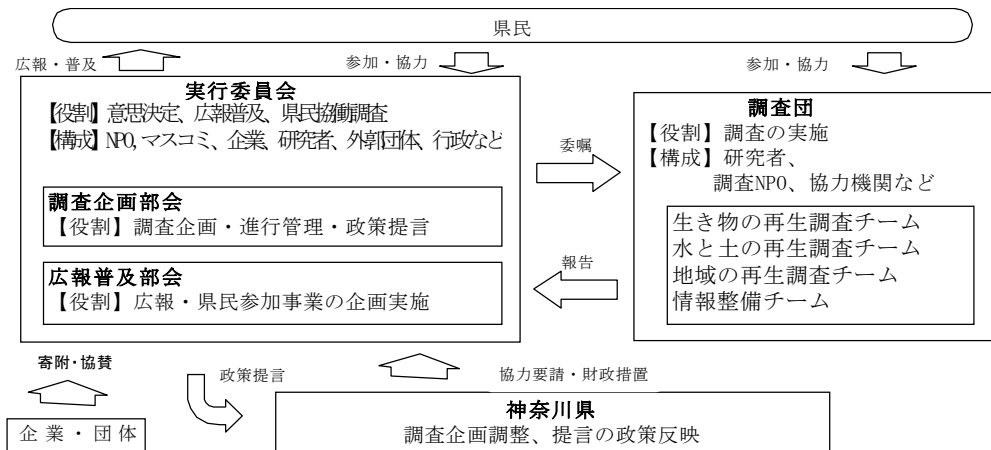 県民
広報・普及
参加・協力
参加・協力
実行委員会
【役割】意思決定、広報普及、県民協働調査
【構成】NPO,マスコミ、企業、研究者、外郭団体、行政など
調査企画部会
【役割】調査企画・進行管理・政策提言
広報普及部会
【役割】広報・県民参加事業の企画実施
委嘱
報告
調査団
【役割】調査の実施
【構成】研究者、
調査NPO、協力機関など
生き物の再生調査チーム
水と土の再生調査チーム
地域の再生調査チーム
情報整備チーム
寄附・協賛
政策提言
協力要請・財政措置
企業・団体
神奈川県
調査企画調整、提言の政策反映